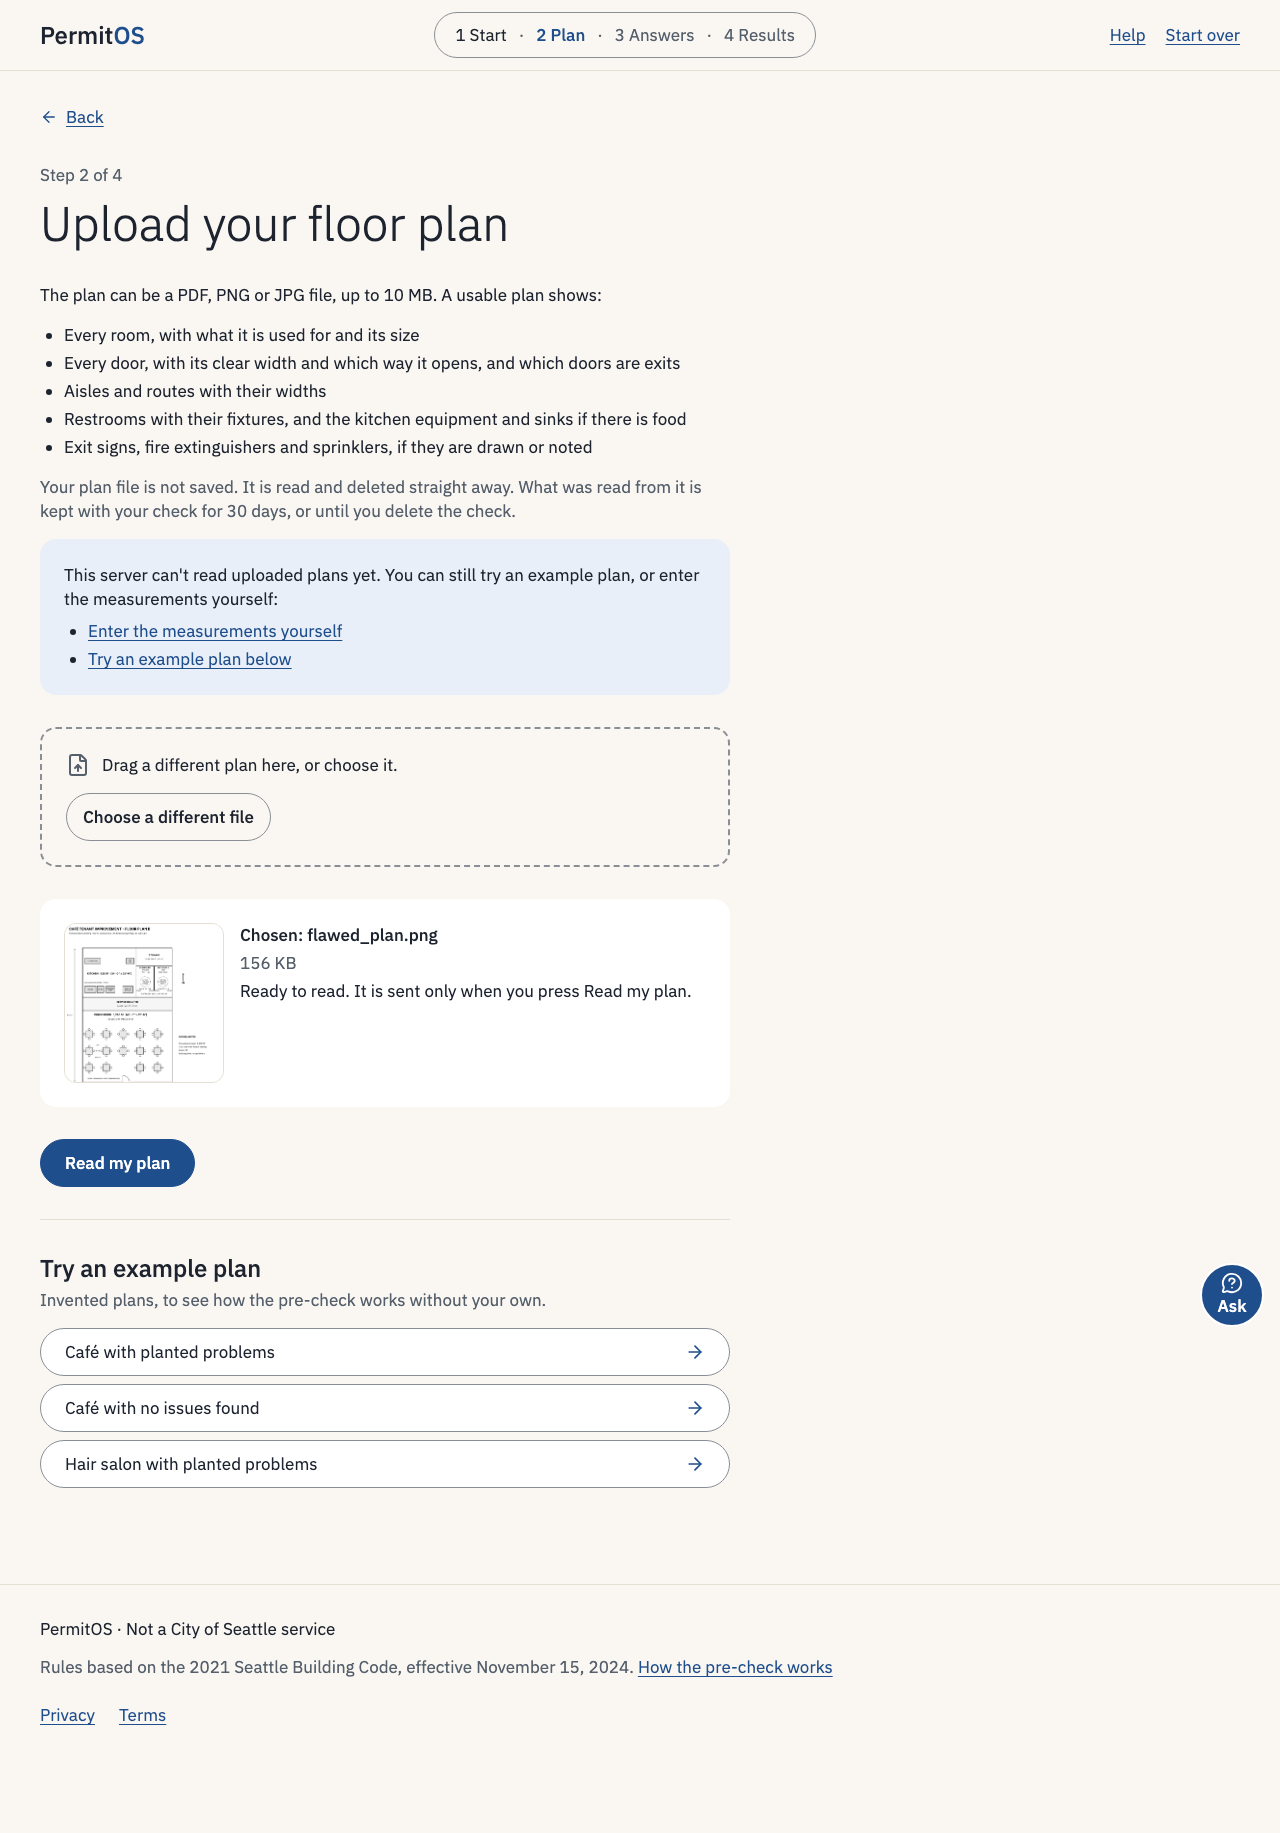 PermitOS
1 Start · 2 Plan · 3 Answers · 4 Results
Help Start over
← Back
Step 2 of 4
Upload your floor plan
The plan can be a PDF, PNG or JPG file, up to 10 MB. A usable plan shows:
• Every room, with what it is used for and its size
• Every door, with its clear width and which way it opens, and which doors are exits
• Aisles and routes with their widths
• Restrooms with their fixtures, and the kitchen equipment and sinks if there is food
• Exit signs, fire extinguishers and sprinklers, if they are drawn or noted
Your plan file is not saved. It is read and deleted straight away. What was read from it is
kept with your check for 30 days, or until you delete the check.
This server can't read uploaded plans yet. You can still try an example plan, or enter
the measurements yourself:
• Enter the measurements yourself
• Try an example plan below
Drag a different plan here, or choose it.
Choose a different file
Chosen: flawed_plan.png
156 KB
Ready to read. It is sent only when you press Read my plan.
Read my plan
Try an example plan
Invented plans, to see how the pre-check works without your own.
Café with planted problems →
Café with no issues found →
Hair salon with planted problems →
Ask
PermitOS · Not a City of Seattle service
Rules based on the 2021 Seattle Building Code, effective November 15, 2024. How the pre-check works
Privacy Terms